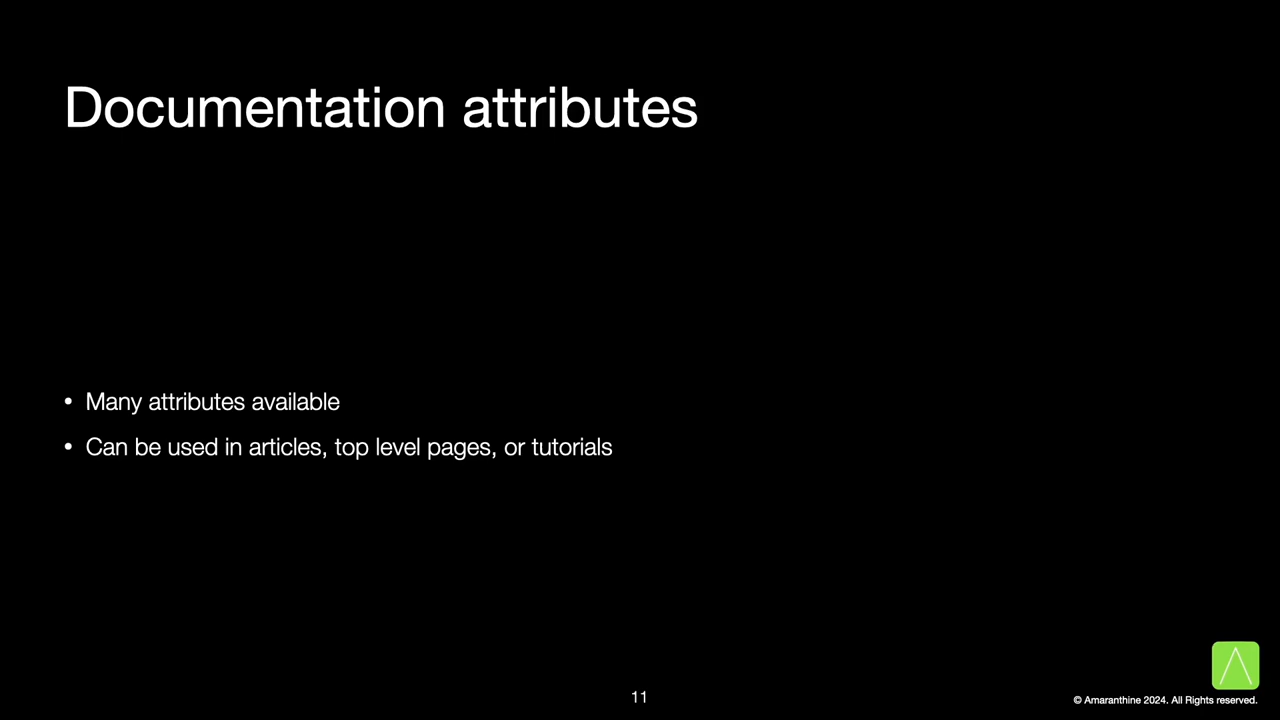 Documentation attributes
• Many attributes available
• Can be used in articles, top level pages, or tutorials
11
© Amaranthine 2024. All Rights reserved.